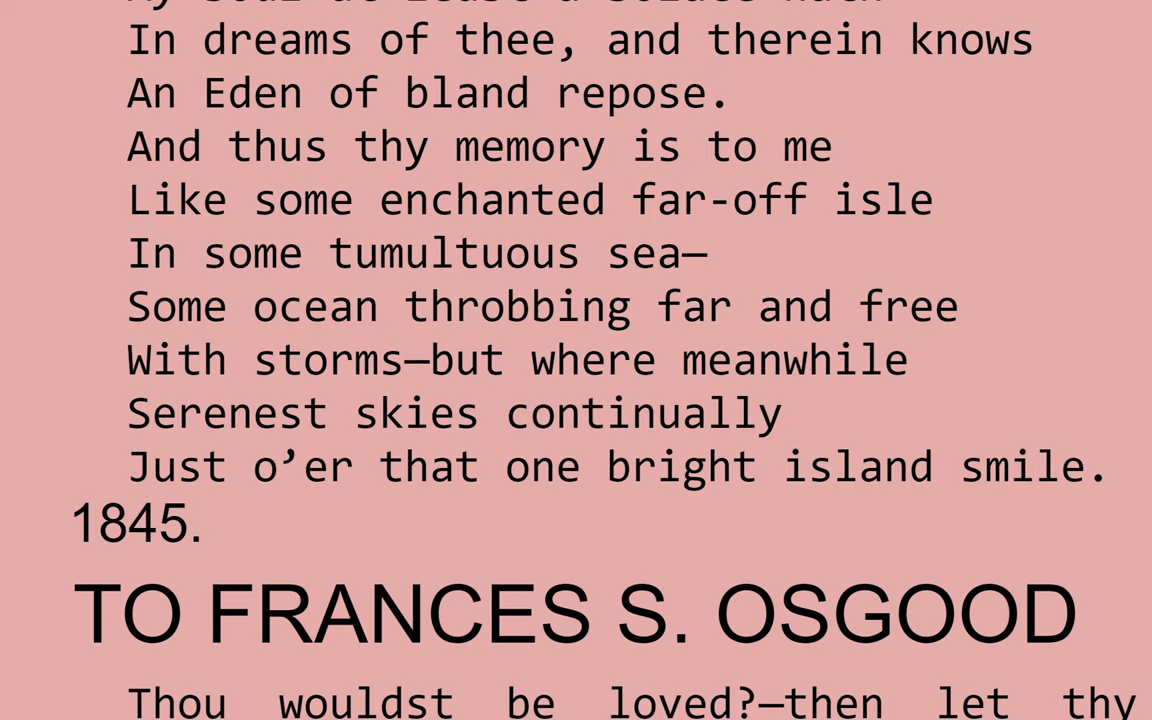 In dreams of thee, and therein knows
An Eden of bland repose.
And thus thy memory is to me
Like some enchanted far-off isle
In some tumultuous sea—
Some ocean throbbing far and free
With storms—but where meanwhile
Serenest skies continually
Just o’er that one bright island smile.
1845.
TO FRANCES S. OSGOOD
Thou wouldst be loved?—then let thy